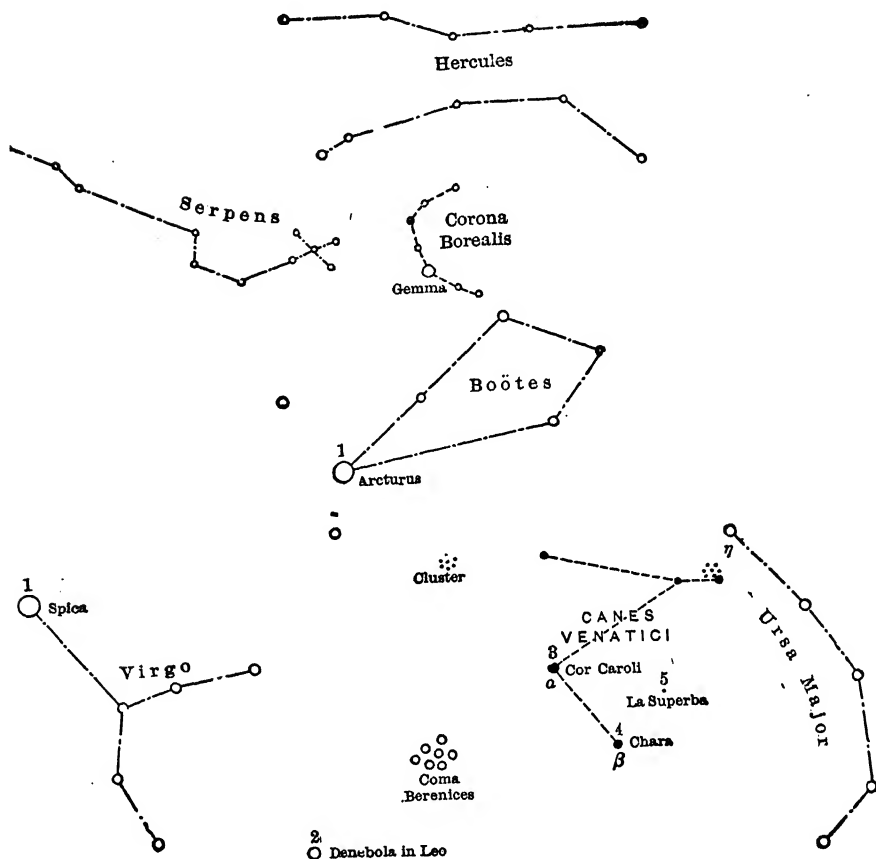 Hercules
Serpens
Corona
Borealis
Gemma
Boötes
1
Arcturus
Cluster
η
1
Spica
CANES
VENATICI
Ursa Major
3
Cor Caroli
α
5
La Superba
Virgo
4
Chara
β
Coma
Berenices
2
Denebola in Leo